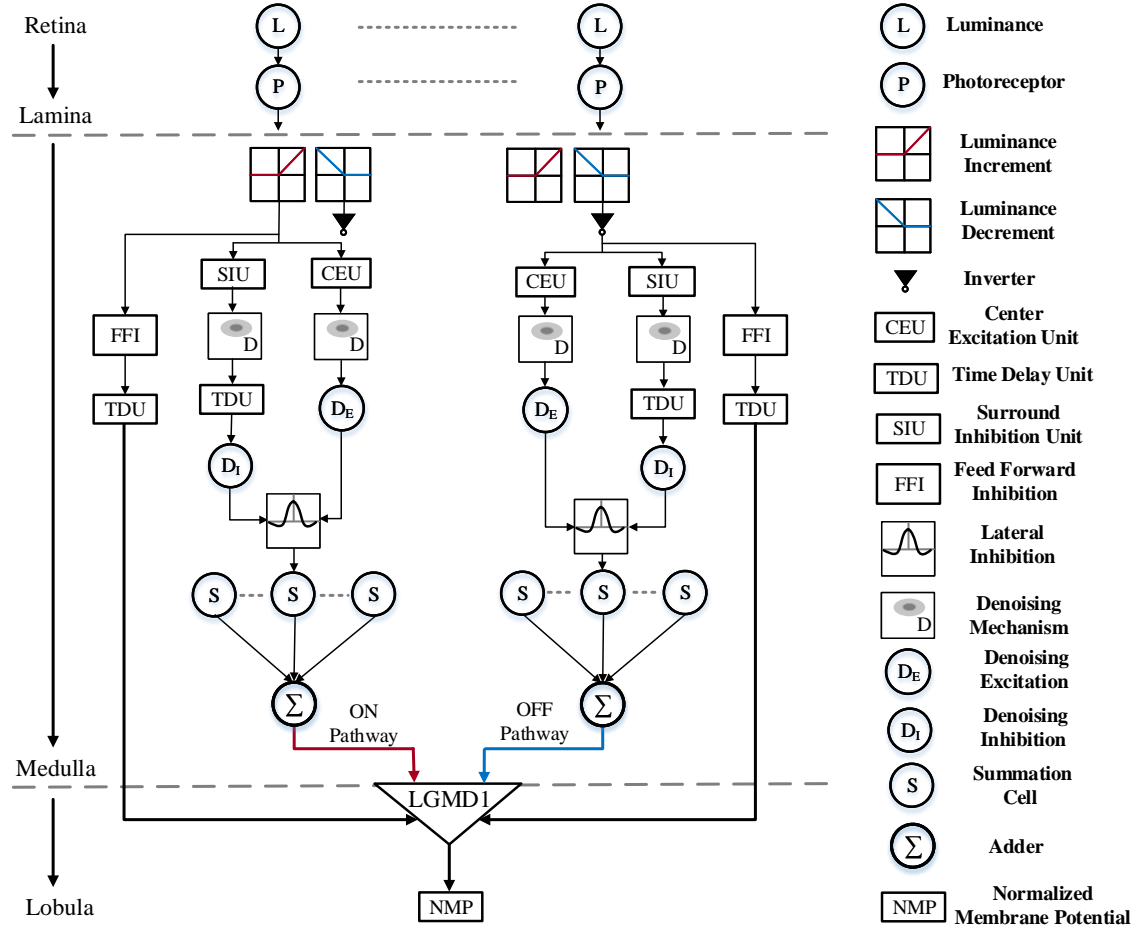 Retina
Lamina
Medulla
Lobula
L
L
P
P
SIU
CEU
CEU
SIU
FFI
D
D
D
D
FFI
TDU
TDU
D_E
D_E
TDU
TDU
D_I
D_I
S
S
S
S
S
S
Σ
Σ
ON
Pathway
OFF
Pathway
LGMD1
NMP
L
Luminance
P
Photoreceptor
Luminance
Increment
Luminance
Decrement
Inverter
CEU
Center
Excitation Unit
TDU
Time Delay Unit
SIU
Surround
Inhibition Unit
FFI
Feed Forward
Inhibition
Lateral
Inhibition
D
Denoising
Mechanism
D_E
Denoising
Excitation
D_I
Denoising
Inhibition
S
Summation
Cell
Σ
Adder
NMP
Normalized
Membrane Potential